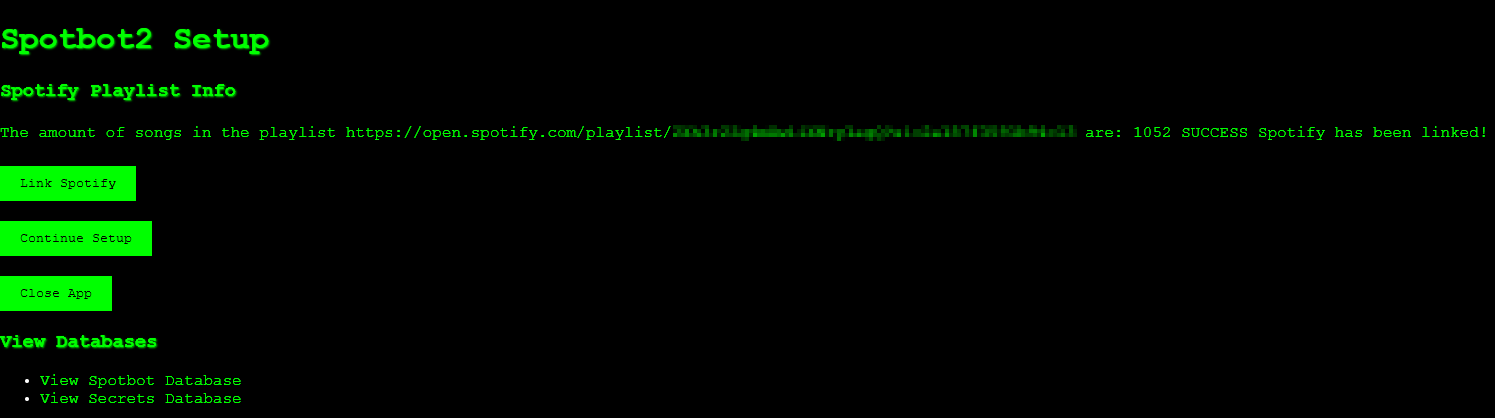 Spotbot2 Setup
Spotify Playlist Info
The amount of songs in the playlist https://open.spotify.com/playlist/ are: 1052 SUCCESS Spotify has been linked!
Link Spotify
Continue Setup
Close App
View Databases
View Spotbot Database
View Secrets Database